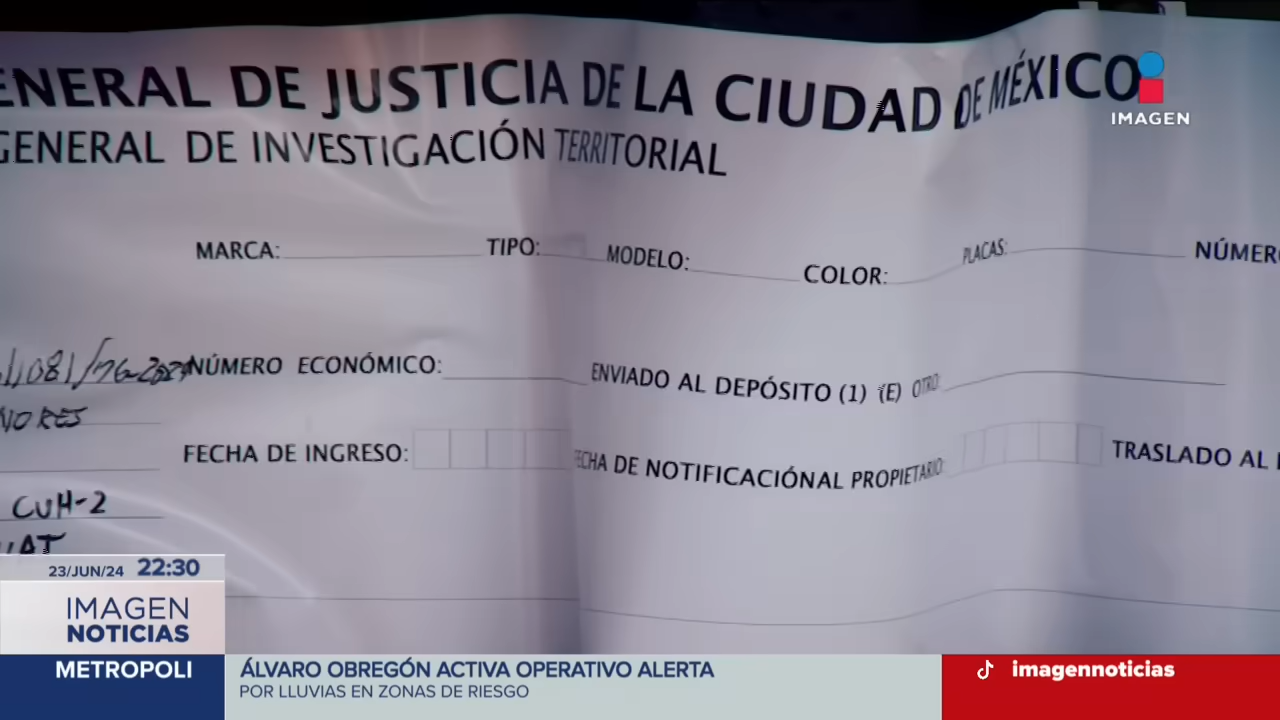 ENERAL DE JUSTICIA DE LA CIUDAD DE MÉXICO
GENERAL DE INVESTIGACIÓN TERRITORIAL
IMAGEN
MARCA: TIPO: MODELO: COLOR: PLACAS: NÚMERO
NÚMERO ECONÓMICO: ENVIADO AL DEPÓSITO (1) (E) OTRO:
NORES
FECHA DE INGRESO: FECHA DE NOTIFICACIÓNAL PROPIETARIO: TRASLADO AL
CUH-2
23/JUN/24 22:30
IMAGEN
NOTICIAS
METROPOLI
ÁLVARO OBREGÓN ACTIVA OPERATIVO ALERTA
POR LLUVIAS EN ZONAS DE RIESGO
imagennoticias